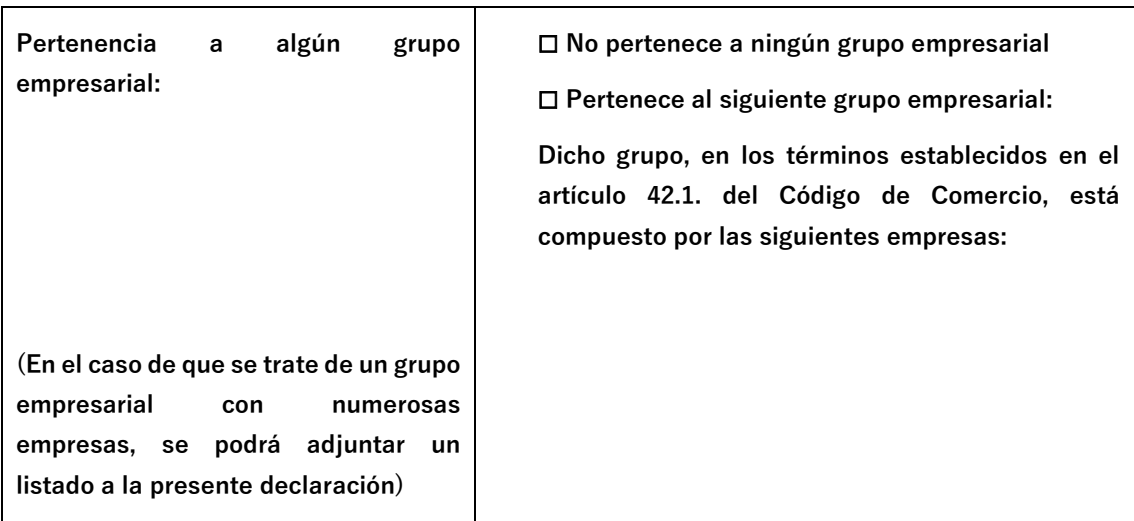 Pertenencia a algún grupo
empresarial:
(En el caso de que se trate de un grupo
empresarial con numerosas
empresas, se podrá adjuntar un
listado a la presente declaración)
☐ No pertenece a ningún grupo empresarial
☐ Pertenece al siguiente grupo empresarial:
Dicho grupo, en los términos establecidos en el
artículo 42.1. del Código de Comercio, está
compuesto por las siguientes empresas: